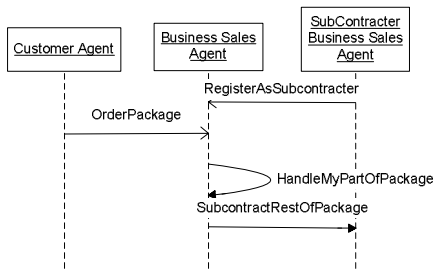 Customer Agent
Business Sales
Agent
SubContracter
Business Sales
Agent
RegisterAsSubcontracter
OrderPackage
HandleMyPartOfPackage
SubcontractRestOfPackage